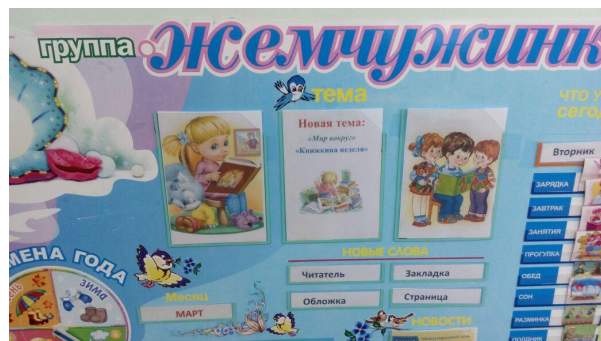 группа Жемчужинк
тема
ЧТО У
СЕГОД
Новая тема:
«Мир вокруг»
«Книжкина неделя»
Вторник
ЗАРЯДКА
ЗАВТРАК
ЗАНЯТИЯ
ПРОГУЛКА
ОБЕД
СОН
РАЗМИНКА
ПОЛДНИК
НОВЫЕ СЛОВА
Читатель
Закладка
Обложка
Страница
НОВОСТИ
МЕНА ГОДА
ЗИМА
Месяц
МАРТ